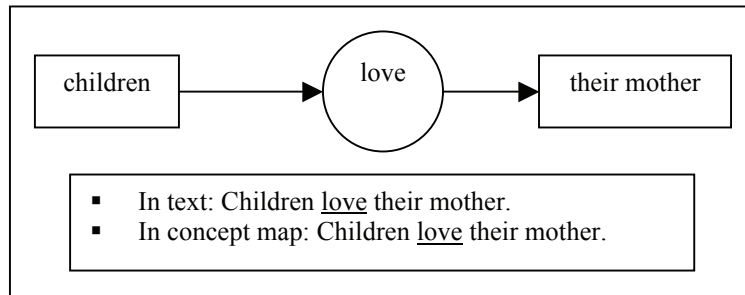 children love their mother
▪ In text: Children love their mother.
▪ In concept map: Children love their mother.